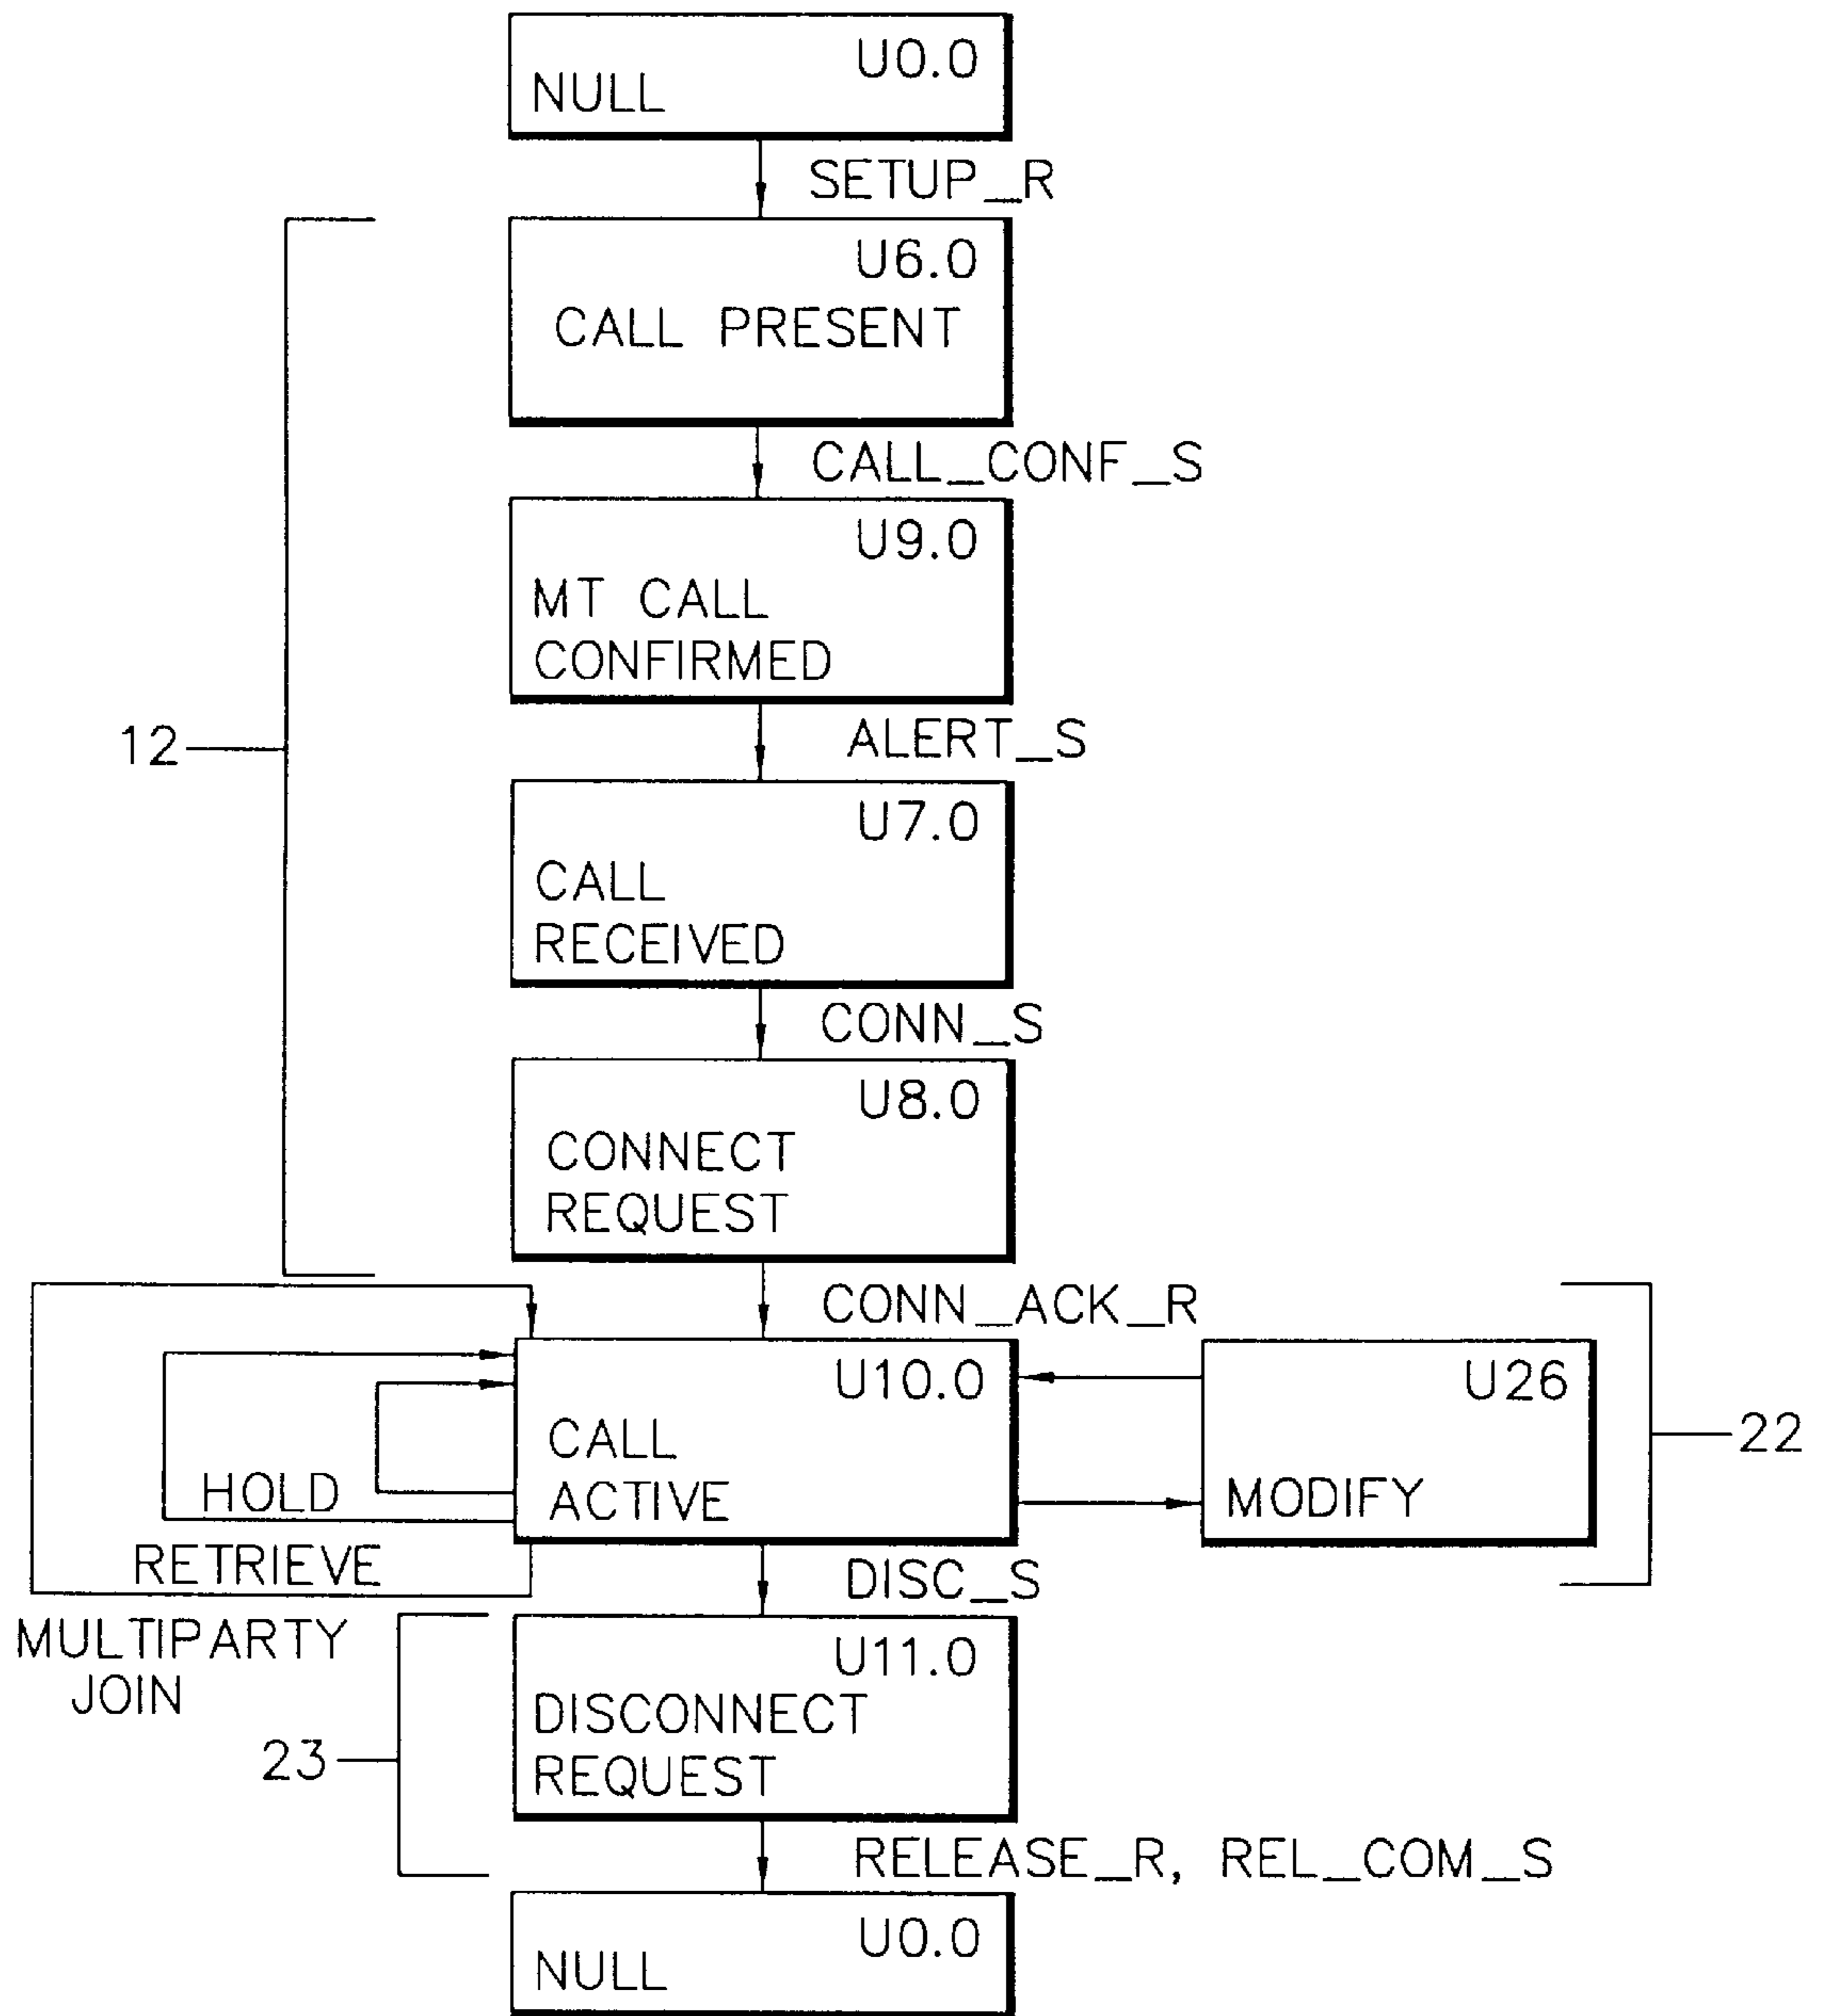 U0.0
NULL
SETUP_R
U6.0
CALL PRESENT
CALL_CONF_S
U9.0
MT CALL
CONFIRMED
12
ALERT_S
U7.0
CALL
RECEIVED
CONN_S
U8.0
CONNECT
REQUEST
CONN_ACK_R
U10.0
CALL
ACTIVE
U26
MODIFY
22
HOLD
RETRIEVE
MULTIPARTY
JOIN
DISC_S
U11.0
DISCONNECT
REQUEST
23
RELEASE_R, REL_COM_S
U0.0
NULL